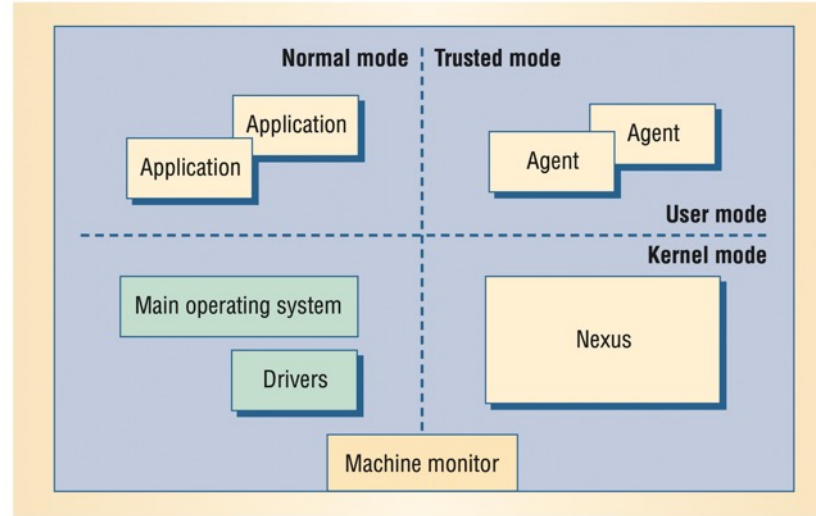 Normal mode
Trusted mode
Application
Application
Agent
Agent
User mode
Kernel mode
Main operating system
Drivers
Nexus
Machine monitor